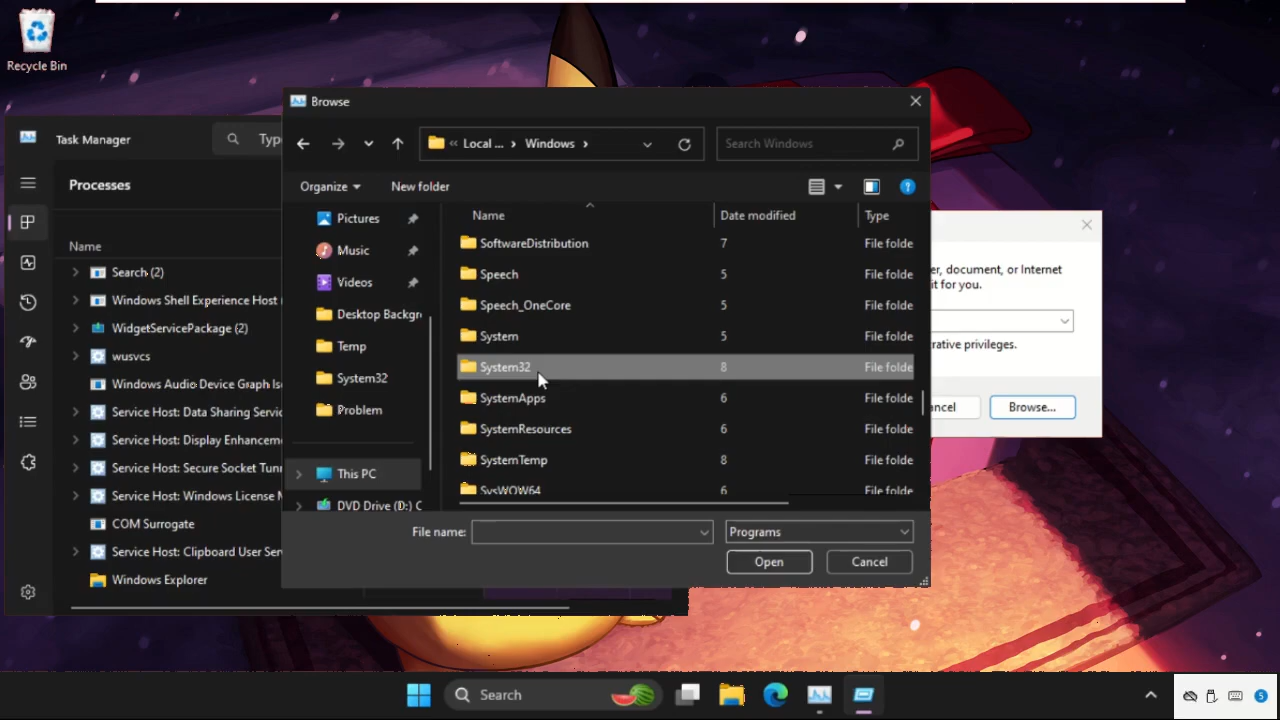 Recycle Bin
Browse
Task Manager
Typ
Local ... > Windows >
Search Windows
Organize
New folder
Processes
Name
Search (2)
Windows Shell Experience Host
WidgetServicePackage (2)
wusvcs
Windows Audio Device Graph Is
Service Host: Data Sharing Servic
Service Host: Display Enhancem
Service Host: Secure Socket Tunn
Service Host: Windows License M
COM Surrogate
Service Host: Clipboard User Ser
Windows Explorer
Pictures
Music
Videos
Desktop Backgr
Temp
System32
Problem
This PC
DVD Drive (D:) C
Name
Date modified
Type
SoftwareDistribution 7 File folde
Speech 5 File folde
Speech_OneCore 5 File folde
System 5 File folde
System32 8 File folde
SystemApps 6 File folde
SystemResources 6 File folde
SystemTemp 8 File folde
SysWOW64 6 File folde
File name:
Programs
Open
Cancel
er, document, or Internet
it for you.
rative privileges.
ancel
Browse...
Search
5